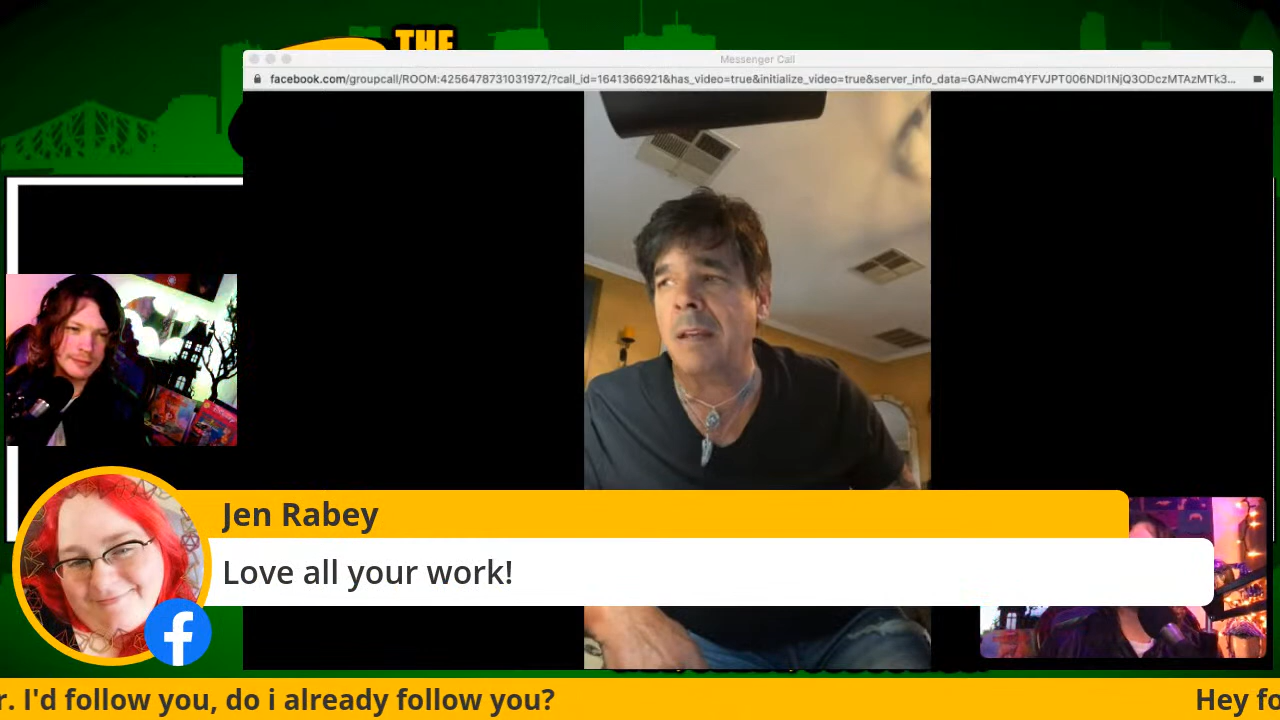 THE
Messenger Call
facebook.com/groupcall/ROOM:4256478731031972/?call_id=1641366921&has_video=true&initialize_video=true&server_info_data=GANwcm4YFVJPT006NDI1NjQ3ODczMTAzMTk3...
Jen Rabey
Love all your work!
r. I'd follow you, do i already follow you?
Hey fo